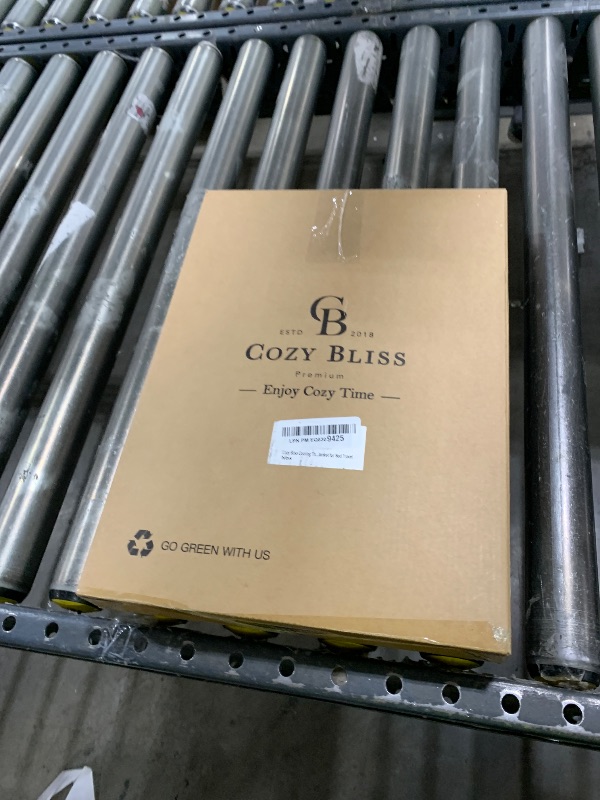 CB
ESTD 2019
COZY BLISS
Premium
— Enjoy Cozy Time —
9425
GO GREEN WITH US